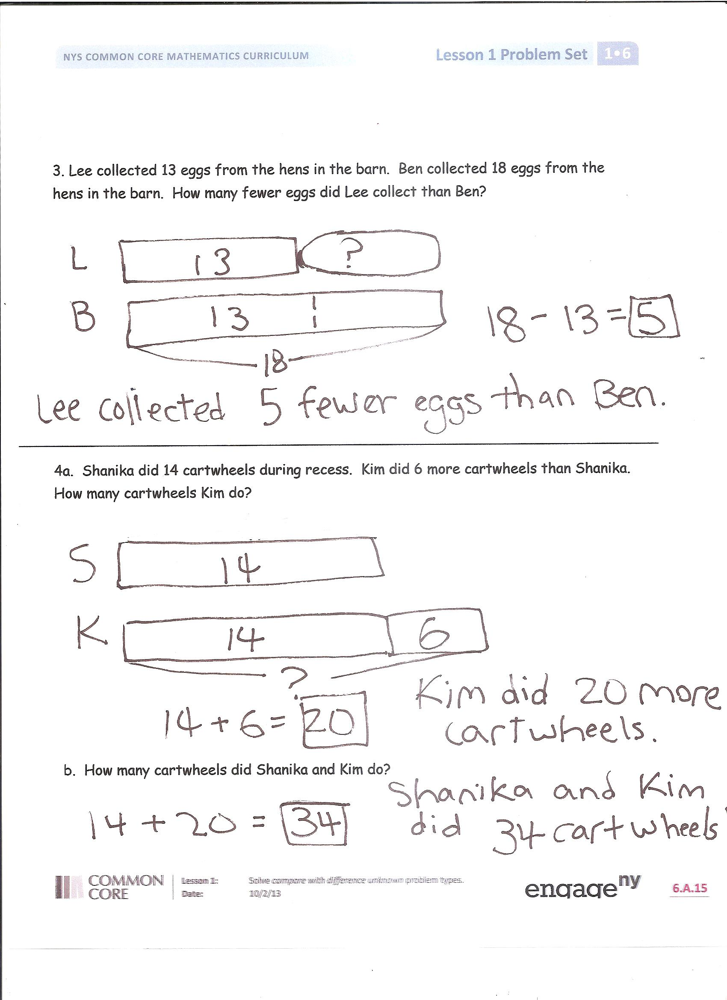 NYS COMMON CORE MATHEMATICS CURRICULUM
Lesson 1 Problem Set 1•6
3. Lee collected 13 eggs from the hens in the barn. Ben collected 18 eggs from the
hens in the barn. How many fewer eggs did Lee collect than Ben?
L 13 ?
B 13
18 - 13 = 5
18
Lee collected 5 fewer eggs than Ben.
4a. Shanika did 14 cartwheels during recess. Kim did 6 more cartwheels than Shanika.
How many cartwheels Kim do?
S 14
K 14 6
?
14 + 6 = 20
Kim did 20 more
cartwheels.
b. How many cartwheels did Shanika and Kim do?
14 + 20 = 34
Shanika and Kim
did 34 cartwheels
COMMON
CORE
Lesson 1:
Date:
Solve compare with difference unknown problem types.
10/2/13
engage ny
6.A.15